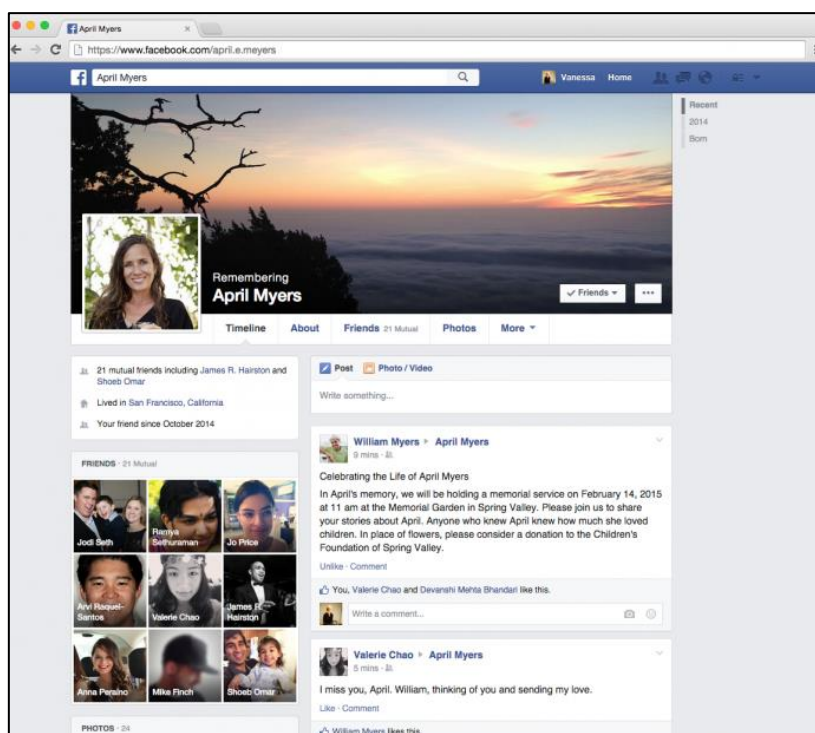 April Myers
https://www.facebook.com/april.e.meyers
April Myers
Vanessa Home
Recent
2014
Born
Remembering
April Myers
Friends
Timeline About Friends 21 Mutual Photos More
21 mutual friends including James R. Hairston and
Shoeb Omar
Lived in San Francisco, California
Your friend since October 2014
FRIENDS · 21 Mutual
Jodi Seth
Ramya
Sethuraman
Jo Price
Arvi Raquel-
Santos
Valerie Chao
James R.
Hairston
Anna Peraino
Mike Finch
Shoeb Omar
PHOTOS · 24
Post Photo / Video
Write something...
William Myers ▸ April Myers
9 mins ·
Celebrating the Life of April Myers
In April's memory, we will be holding a memorial service on February 14, 2015
at 11 am at the Memorial Garden in Spring Valley. Please join us to share
your stories about April. Anyone who knew April knew how much she loved
children. In place of flowers, please consider a donation to the Children's
Foundation of Spring Valley.
Unlike · Comment
You, Valerie Chao and Devanshi Mehta Bhandari like this.
Write a comment...
Valerie Chao ▸ April Myers
5 mins ·
I miss you, April. William, thinking of you and sending my love.
Like · Comment
William Myers likes this.